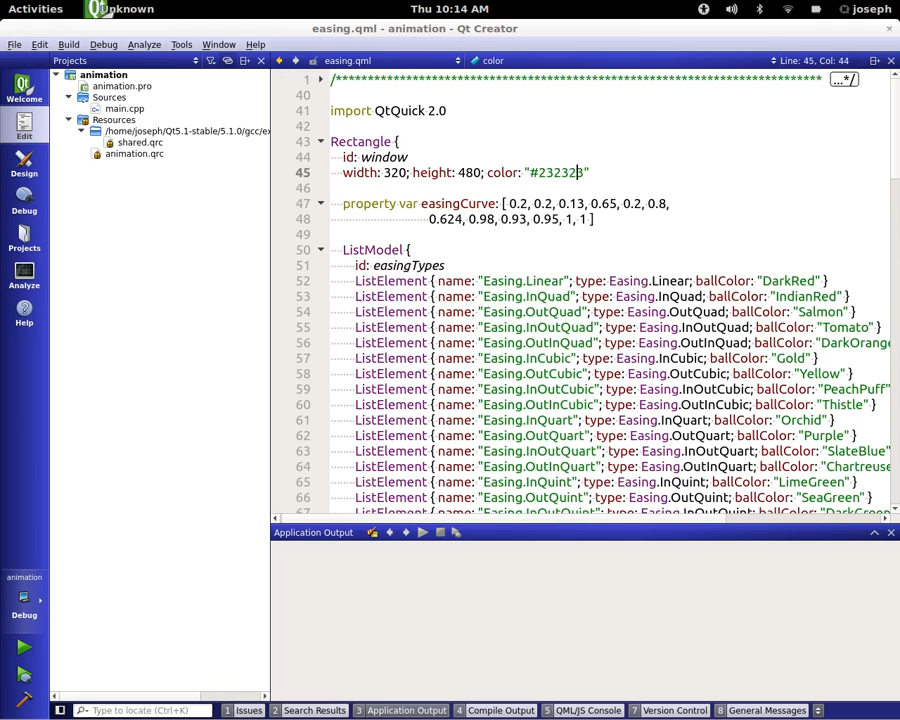 Activities
Unknown
Thu 10:14 AM
joseph
easing.qml - animation - Qt Creator
File Edit Build Debug Analyze Tools Window Help
Projects
easing.qml
color
Line: 45, Col: 44
Welcome
Edit
Design
Debug
Projects
Analyze
Help
animation
Debug
animation
animation.pro
Sources
main.cpp
Resources
/home/joseph/Qt5.1-stable/5.1.0/gcc/ex
shared.qrc
animation.qrc
1 /****************************************************************************** ...*/
40
41 import QtQuick 2.0
42
43 Rectangle {
44 id: window
45 width: 320; height: 480; color: "#232323"
46
47 property var easingCurve: [ 0.2, 0.2, 0.13, 0.65, 0.2, 0.8,
48 0.624, 0.98, 0.93, 0.95, 1, 1 ]
49
50 ListModel {
51 id: easingTypes
52 ListElement { name: "Easing.Linear"; type: Easing.Linear; ballColor: "DarkRed" }
53 ListElement { name: "Easing.InQuad"; type: Easing.InQuad; ballColor: "IndianRed" }
54 ListElement { name: "Easing.OutQuad"; type: Easing.OutQuad; ballColor: "Salmon" }
55 ListElement { name: "Easing.InOutQuad"; type: Easing.InOutQuad; ballColor: "Tomato" }
56 ListElement { name: "Easing.OutInQuad"; type: Easing.OutInQuad; ballColor: "DarkOrange
57 ListElement { name: "Easing.InCubic"; type: Easing.InCubic; ballColor: "Gold" }
58 ListElement { name: "Easing.OutCubic"; type: Easing.OutCubic; ballColor: "Yellow" }
59 ListElement { name: "Easing.InOutCubic"; type: Easing.InOutCubic; ballColor: "PeachPuff"
60 ListElement { name: "Easing.OutInCubic"; type: Easing.OutInCubic; ballColor: "Thistle" }
61 ListElement { name: "Easing.InQuart"; type: Easing.InQuart; ballColor: "Orchid" }
62 ListElement { name: "Easing.OutQuart"; type: Easing.OutQuart; ballColor: "Purple" }
63 ListElement { name: "Easing.InOutQuart"; type: Easing.InOutQuart; ballColor: "SlateBlue"
64 ListElement { name: "Easing.OutInQuart"; type: Easing.OutInQuart; ballColor: "Chartreuse
65 ListElement { name: "Easing.InQuint"; type: Easing.InQuint; ballColor: "LimeGreen" }
66 ListElement { name: "Easing.OutQuint"; type: Easing.OutQuint; ballColor: "SeaGreen" }
67 ListElement { name: "Easing.InOutQuint"; type: Easing.InOutQuint; ballColor: "DarkGreen"
Application Output
Type to locate (Ctrl+K)
1 Issues
2 Search Results
3 Application Output
4 Compile Output
5 QML/JS Console
7 Version Control
8 General Messages